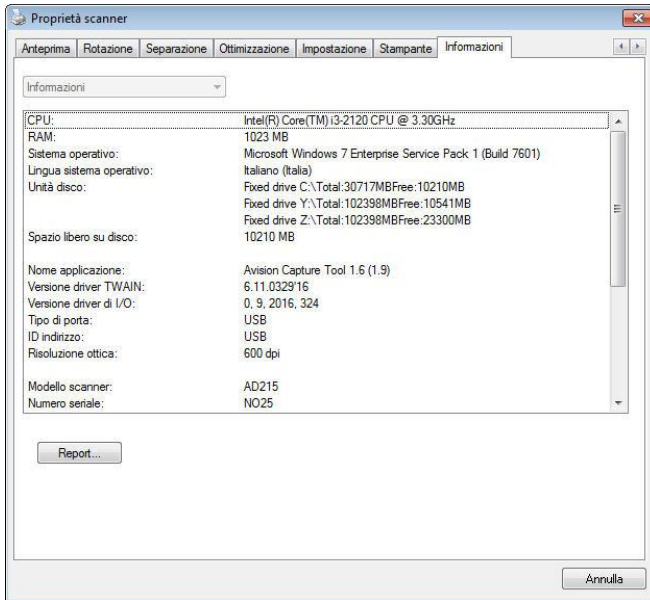 Proprietà scanner
Anteprima Rotazione Separazione Ottimizzazione Impostazione Stampante Informazioni
Informazioni
CPU: Intel(R) Core(TM) i3-2120 CPU @ 3.30GHz
RAM: 1023 MB
Sistema operativo: Microsoft Windows 7 Enterprise Service Pack 1 (Build 7601)
Lingua sistema operativo: Italiano (Italia)
Unità disco: Fixed drive C:\Total:30717MBFree:10210MB
Fixed drive Y:\Total:102398MBFree:10541MB
Fixed drive Z:\Total:102398MBFree:23300MB
Spazio libero su disco: 10210 MB
Nome applicazione: Avision Capture Tool 1.6 (1.9)
Versione driver TWAIN: 6.11.0329'16
Versione driver di I/O: 0, 9, 2016, 324
Tipo di porta: USB
ID indirizzo: USB
Risoluzione ottica: 600 dpi
Modello scanner: AD215
Numero seriale: NO25
Report...
Annulla